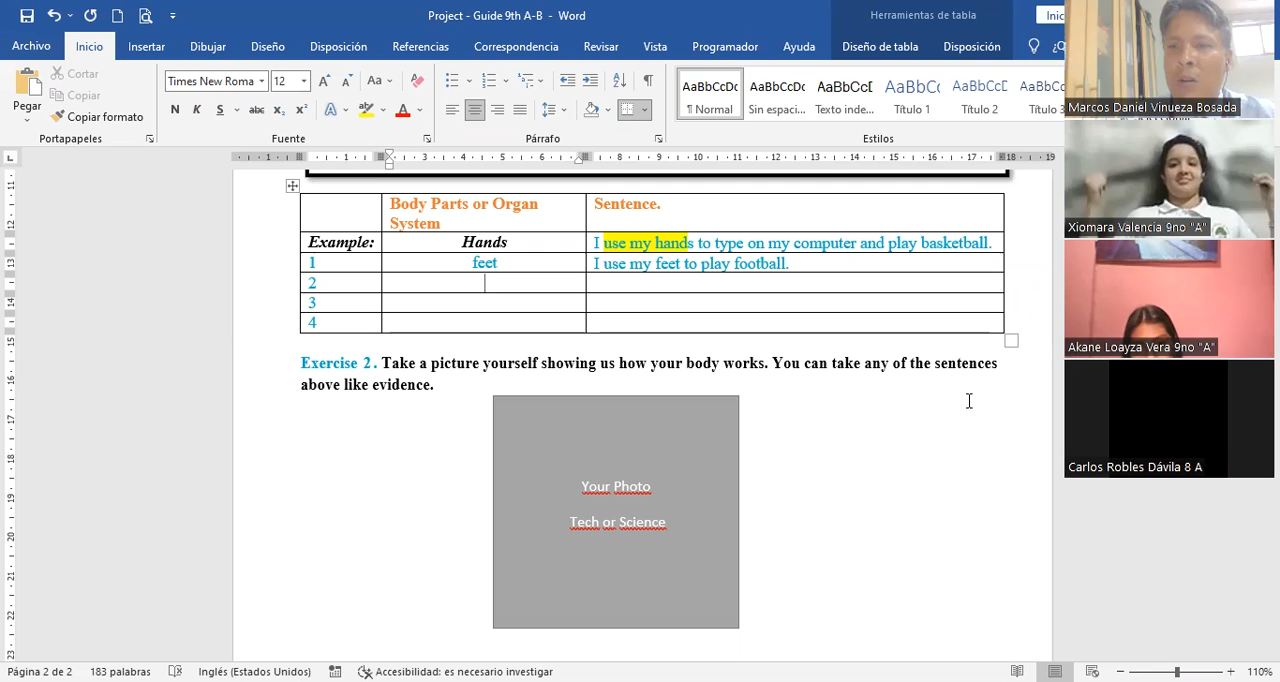 Project - Guide 9th A-B - Word
Herramientas de tabla
Inic
Archivo Inicio Insertar Dibujar Diseño Disposición Referencias Correspondencia Revisar Vista Programador Ayuda Diseño de tabla Disposición
Pegar
Cortar
Copiar
Copiar formato
Portapapeles
Times New Roma 12
N K S abc x₂ x²
Fuente
Párrafo
AaBbCcDc AaBbCcDc AaBbCcD AaBbC( AaBbCcC AaBbC
¶ Normal Sin espaci... Texto inde... Título 1 Título 2 Título 3
Estilos
Marcos Daniel Vinueza Bosada
Xiomara Valencia 9no "A"
Akane Loayza Vera 9no "A"
Carlos Robles Dávila 8 A
Body Parts or Organ System
Sentence.
Example: Hands I use my hands to type on my computer and play basketball.
1 feet I use my feet to play football.
2
3
4
Exercise 2. Take a picture yourself showing us how your body works. You can take any of the sentences
above like evidence.
Your Photo
Tech or Science
Página 2 de 2 183 palabras Inglés (Estados Unidos) Accesibilidad: es necesario investigar 110%